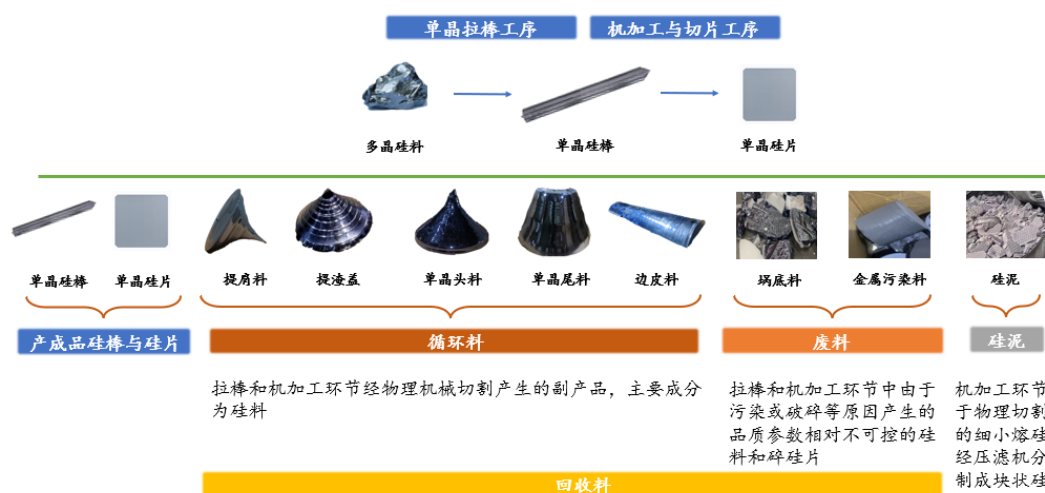 单晶拉棒工序
机加工与切片工序
多晶硅料
单晶硅棒
单晶硅片
单晶硅棒
单晶硅片
提肩料
提渣盖
单晶头料
单晶尾料
边皮料
埚底料
金属污染料
硅泥
产成品硅棒与硅片
循环料
废料
硅泥
拉棒和机加工环节经物理机械切割产生的副产品，主要成分
为硅料
拉棒和机加工环节中由于
污染或破碎等原因产生的
品质参数相对不可控的硅
料和碎硅片
机加工环节
于物理切割
的细小熔硅
经压滤机分
制成块状硅
回收料